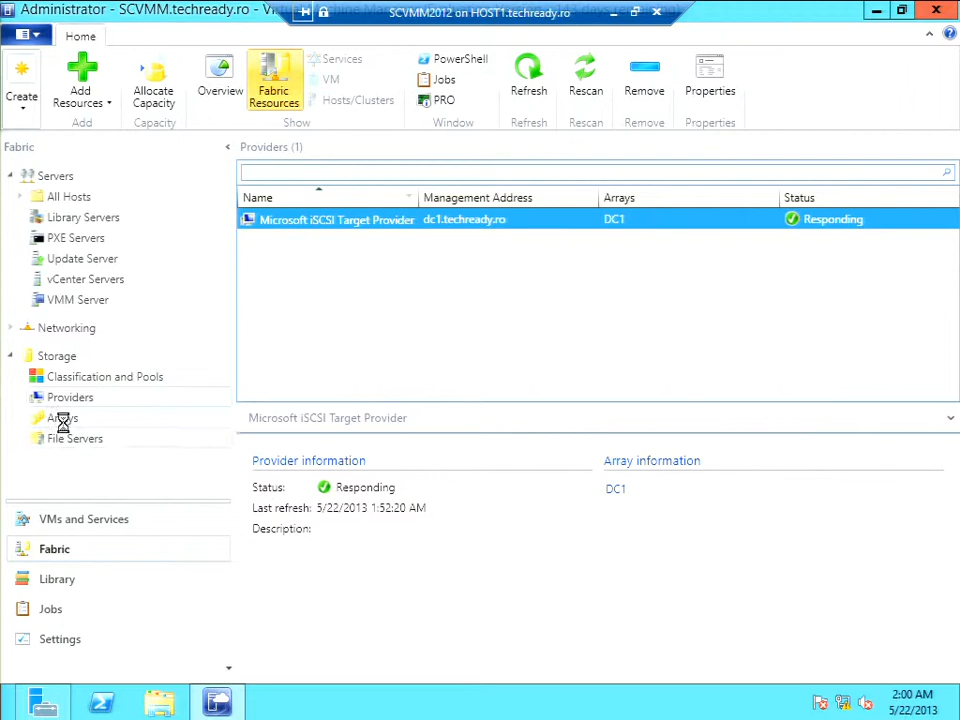 Administrator - SCVMM.techready.ro - Vir
SCVMM2012 on HOST1.techready.ro
Home
Create
Add Resources
Allocate Capacity
Overview
Fabric Resources
Services
VM
Hosts/Clusters
PowerShell
Jobs
PRO
Refresh
Rescan
Remove
Properties
Add
Capacity
Show
Window
Refresh
Rescan
Remove
Properties
Fabric
Servers
All Hosts
Library Servers
PXE Servers
Update Server
vCenter Servers
VMM Server
Networking
Storage
Classification and Pools
Providers
Arrays
File Servers
VMs and Services
Fabric
Library
Jobs
Settings
Providers (1)
Name Management Address Arrays Status
Microsoft iSCSI Target Provider dc1.techready.ro DC1 Responding
Microsoft iSCSI Target Provider
Provider information
Status: Responding
Last refresh: 5/22/2013 1:52:20 AM
Description:
Array information
DC1
2:00 AM
5/22/2013